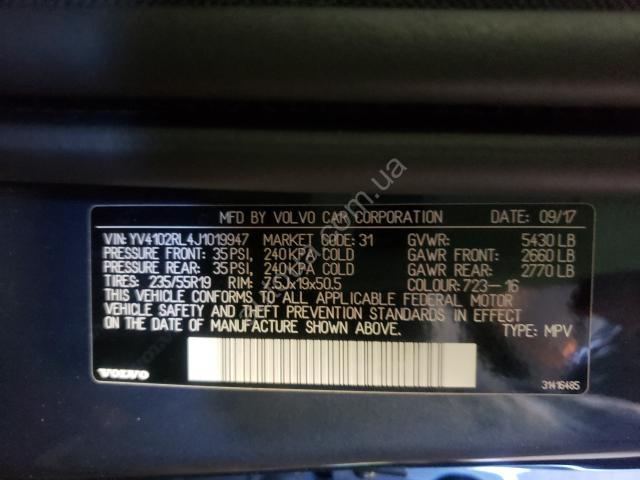 MFD BY VOLVO CAR CORPORATION DATE: 09/17
VIN: YV4102RL4J1019947 MARKET CODE: 31 GVWR: 5430 LB
PRESSURE FRONT: 35 PSI, 240 KPA COLD GAWR FRONT: 2660 LB
PRESSURE REAR: 35 PSI, 240 KPA COLD GAWR REAR: 2770 LB
TIRES: 235/55R19 RIM: 7.5Jx19x50.5 COLOUR: 723-16
THIS VEHICLE CONFORMS TO ALL APPLICABLE FEDERAL MOTOR
VEHICLE SAFETY AND THEFT PREVENTION STANDARDS IN EFFECT
ON THE DATE OF MANUFACTURE SHOWN ABOVE. TYPE: MPV
VOLVO 31416485